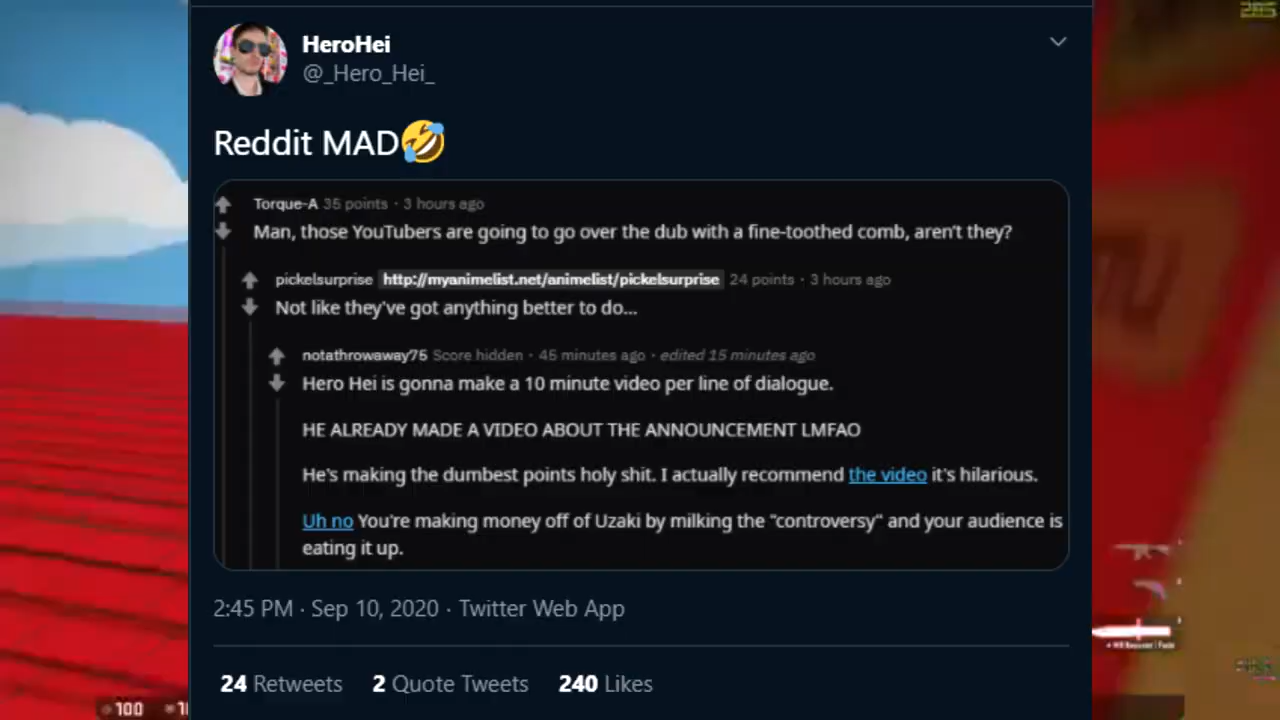 HeroHei
@_Hero_Hei_
Reddit MAD🤣
Torque-A 35 points · 3 hours ago
Man, those YouTubers are going to go over the dub with a fine-toothed comb, aren't they?
pickelsurprise http://myanimelist.net/animelist/pickelsurprise 24 points · 3 hours ago
Not like they've got anything better to do...
notathrowaway75 Score hidden · 45 minutes ago · edited 15 minutes ago
Hero Hei is gonna make a 10 minute video per line of dialogue.
HE ALREADY MADE A VIDEO ABOUT THE ANNOUNCEMENT LMFAO
He's making the dumbest points holy shit. I actually recommend the video it's hilarious.
Uh no You're making money off of Uzaki by milking the "controversy" and your audience is
eating it up.
2:45 PM · Sep 10, 2020 · Twitter Web App
24 Retweets 2 Quote Tweets 240 Likes
100